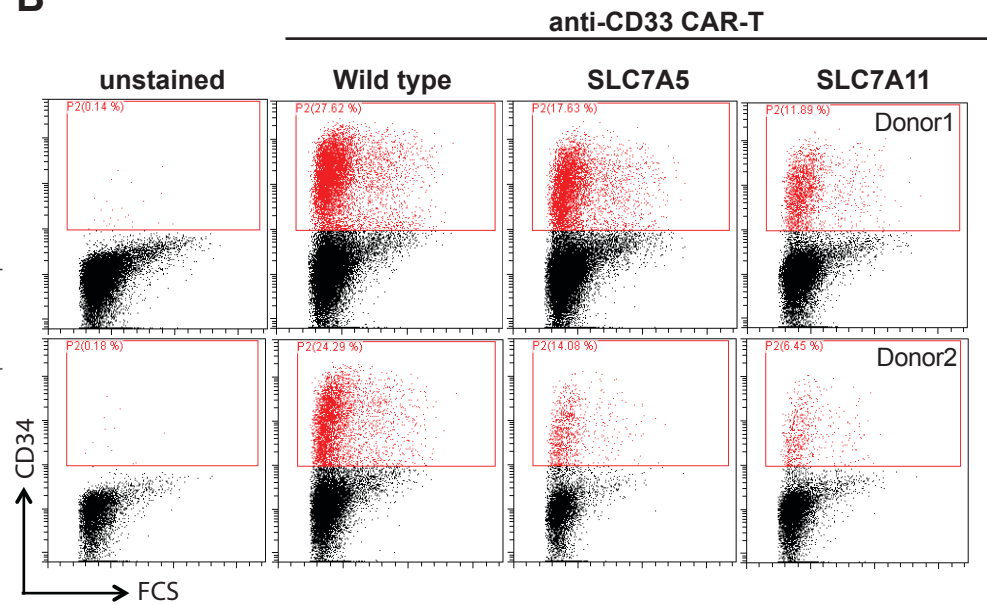 B
anti-CD33 CAR-T
unstained Wild type SLC7A5 SLC7A11
P2(0.14 %) P2(27.62 %) P2(17.63 %) P2(11.89 %) Donor1
P2(0.18 %) P2(24.29 %) P2(14.08 %) P2(6.45 %) Donor2
CD34
FCS